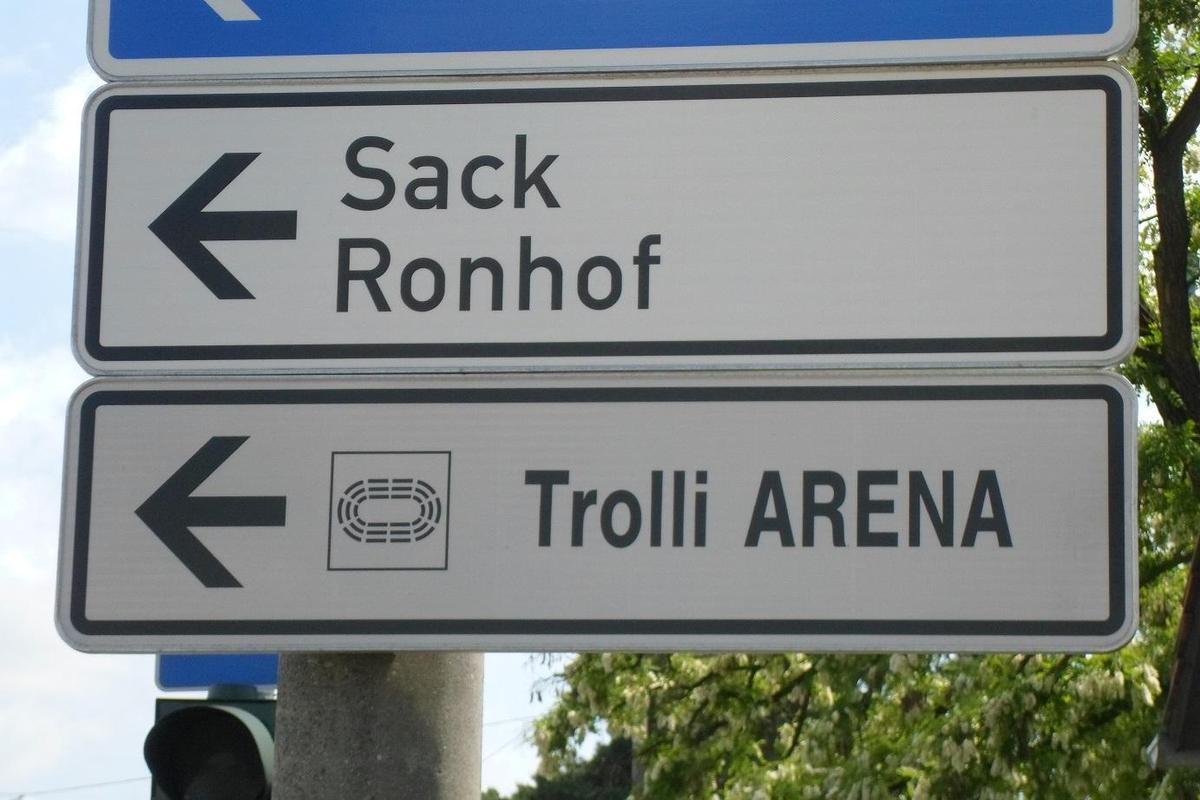 Sack
Ronhof
Trolli ARENA